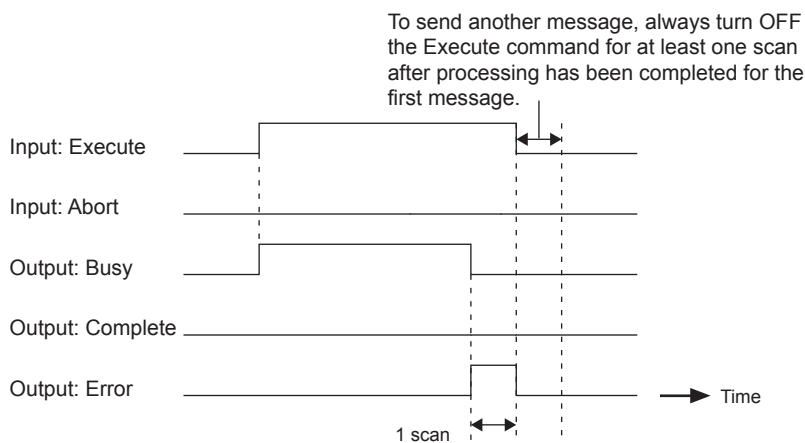 To send another message, always turn OFF
the Execute command for at least one scan
after processing has been completed for the
first message.
Input: Execute
Input: Abort
Output: Busy
Output: Complete
Output: Error
Time
1 scan